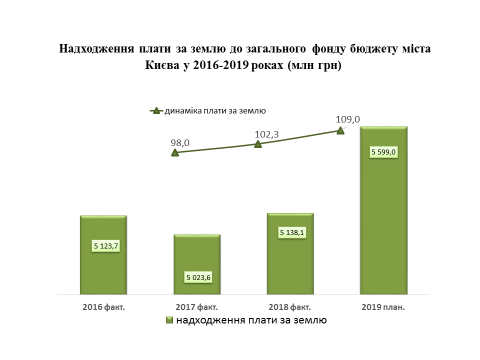 Надходження плати за землю до загального фонду бюджету міста
Києва у 2016-2019 роках (млн грн)
динаміка плати за землю
98,0
102,3
109,0
5 123,7
5 023,6
5 138,1
5 599,0
2016 факт.
2017 факт.
2018 факт.
2019 план.
надходження плати за землю